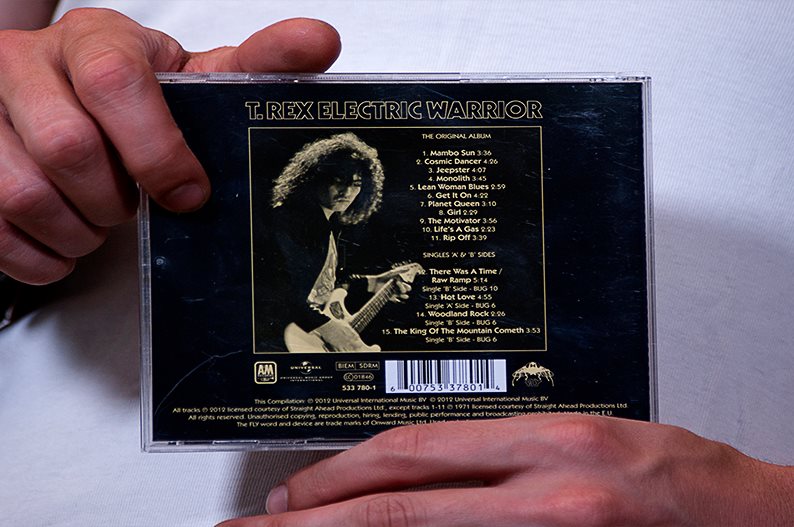 T. REX ELECTRIC WARRIOR
THE ORIGINAL ALBUM
1. Mambo Sun 3:36
2. Cosmic Dancer 4:26
3. Jeepster 4:07
4. Monolith 3:45
5. Lean Woman Blues 2:59
6. Get It On 4:22
7. Planet Queen 3:10
8. Girl 2:29
9. The Motivator 3:56
10. Life's A Gas 2:23
11. Rip Off 3:39
SINGLES 'A' & 'B' SIDES
12. There Was A Time /
Raw Ramp 5:14
Single 'B' Side - BUG 10
13. Hot Love 4:55
Single 'A' Side - BUG 6
14. Woodland Rock 2:26
Single 'B' Side - BUG 6
15. The King Of The Mountain Cometh 3:53
Single 'B' Side - BUG 6
A&M
UNIVERSAL
UNIVERSAL MUSIC GROUP
INTERNATIONAL
BIEM SDRM
LC 01846
533 780-1
6 00753 37801 4
This Compilation ℗ 2012 Universal International Music BV © 2012 Universal International Music BV
All tracks ℗ 2012 licensed courtesy of Straight Ahead Productions Ltd., except tracks 1-11 ℗ 1971 licensed courtesy of Straight Ahead Productions Ltd.
All rights reserved. Unauthorised copying, reproduction, hiring, lending, public performance and broadcasting prohibited. Made in the E.U.
The FLY word and device are trade marks of Onward Music Ltd.